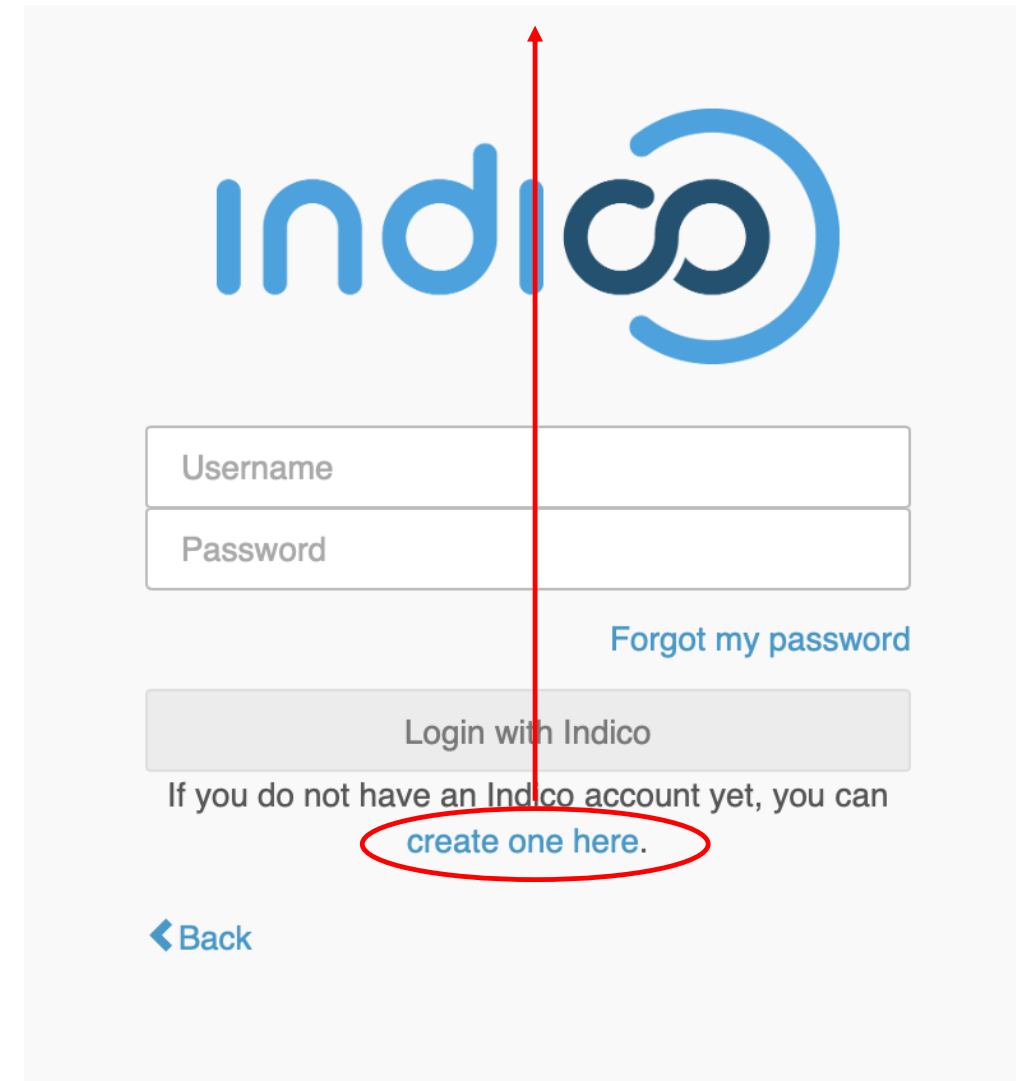 indico
Username
Password
Forgot my password
Login with Indico
If you do not have an Indico account yet, you can
create one here.
Back